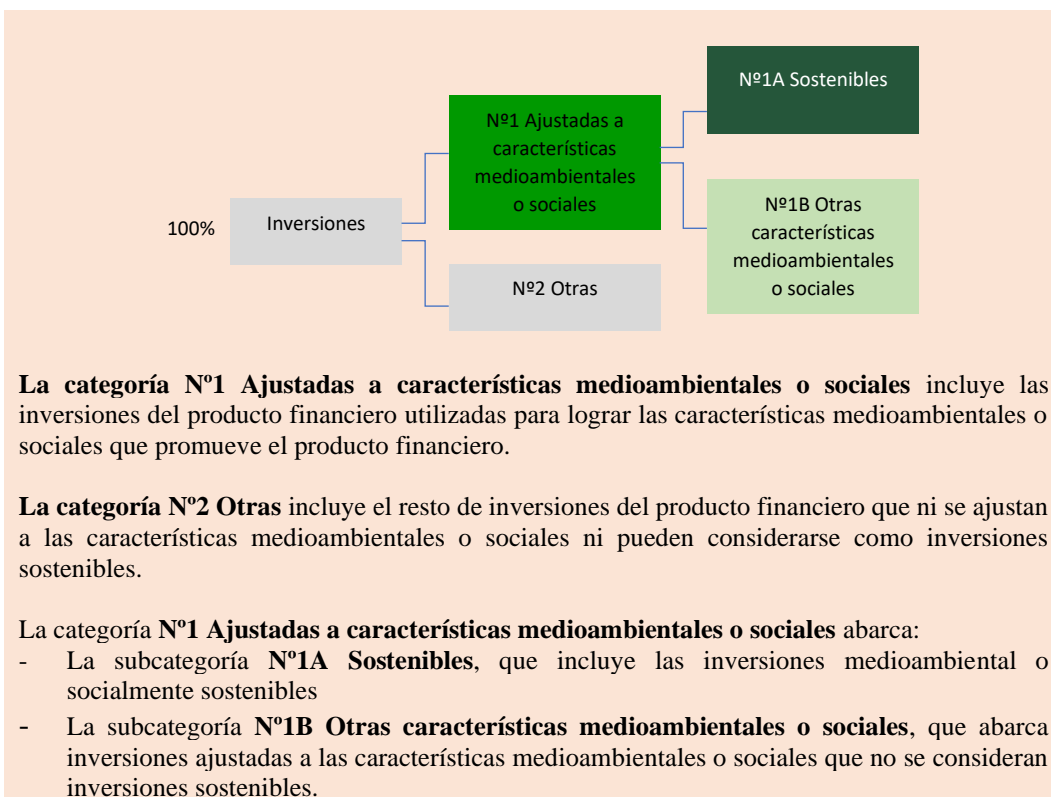 Nº1A Sostenibles
Nº1 Ajustadas a
características
medioambientales
o sociales
Nº1B Otras
características
medioambientales
o sociales
100%
Inversiones
Nº2 Otras
La categoría Nº1 Ajustadas a características medioambientales o sociales incluye las
inversiones del producto financiero utilizadas para lograr las características medioambientales o
sociales que promueve el producto financiero.
La categoría Nº2 Otras incluye el resto de inversiones del producto financiero que ni se ajustan
a las características medioambientales o sociales ni pueden considerarse como inversiones
sostenibles.
La categoría Nº1 Ajustadas a características medioambientales o sociales abarca:
- La subcategoría Nº1A Sostenibles, que incluye las inversiones medioambiental o
socialmente sostenibles
- La subcategoría Nº1B Otras características medioambientales o sociales, que abarca
inversiones ajustadas a las características medioambientales o sociales que no se consideran
inversiones sostenibles.